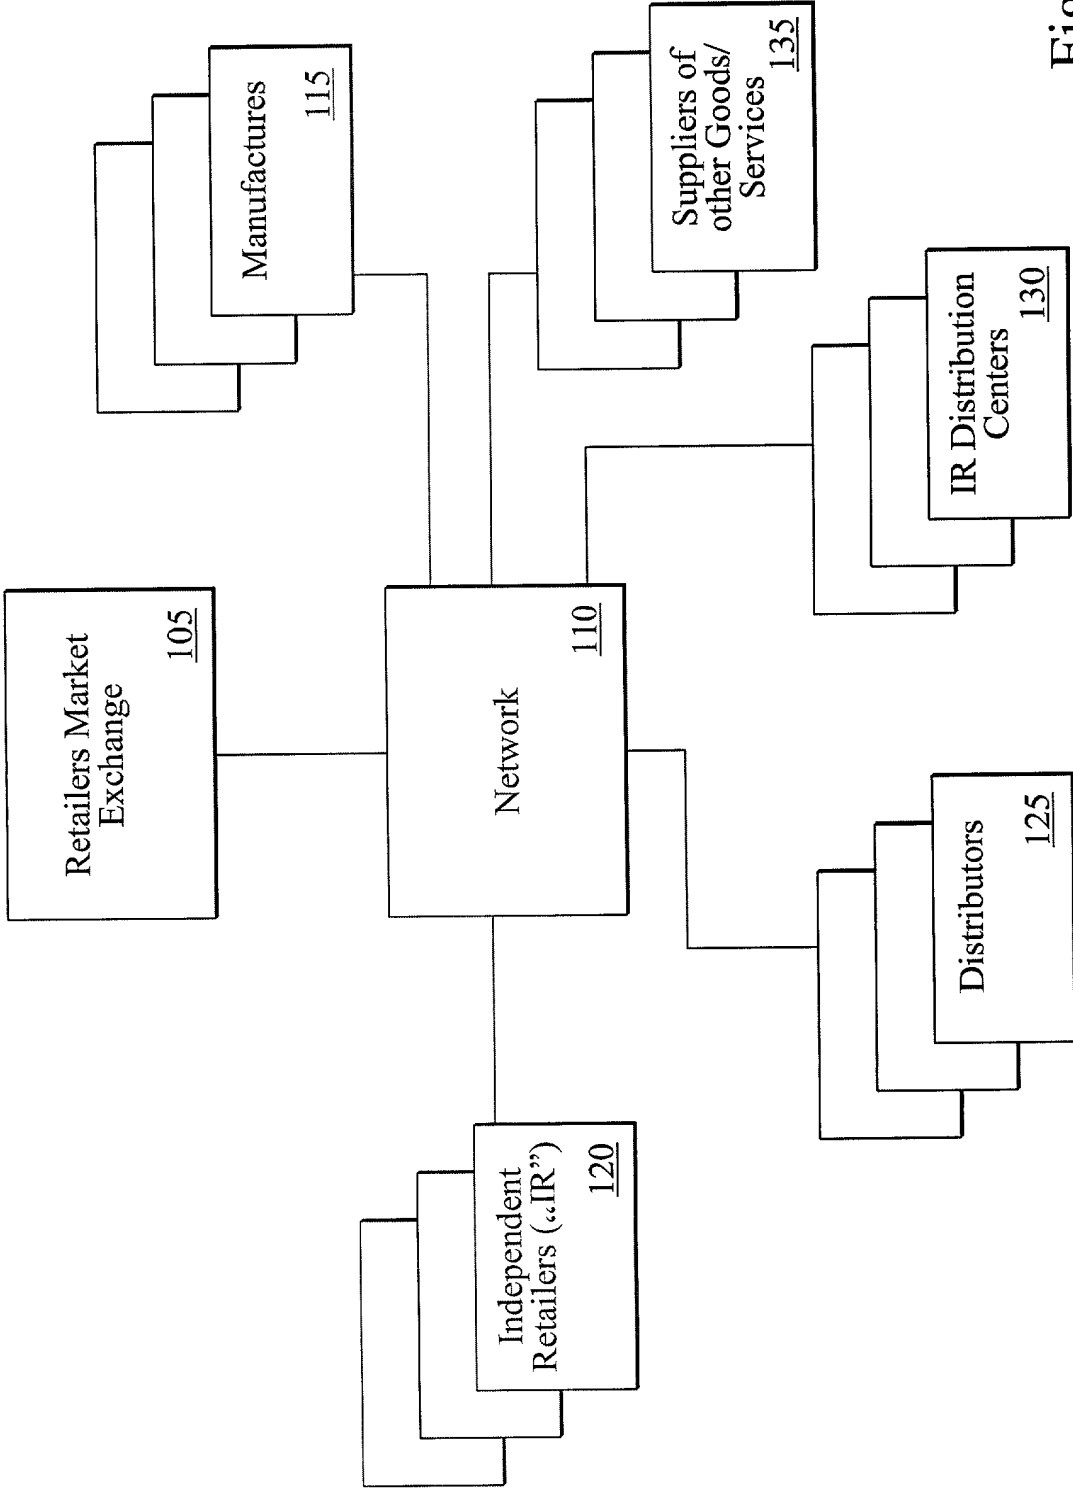 Retailers Market
Exchange
105
Manufactures
115
Network
110
Independent
Retailers („IR”)
120
Suppliers of
other Goods/
Services
135
Distributors
125
IR Distribution
Centers
130